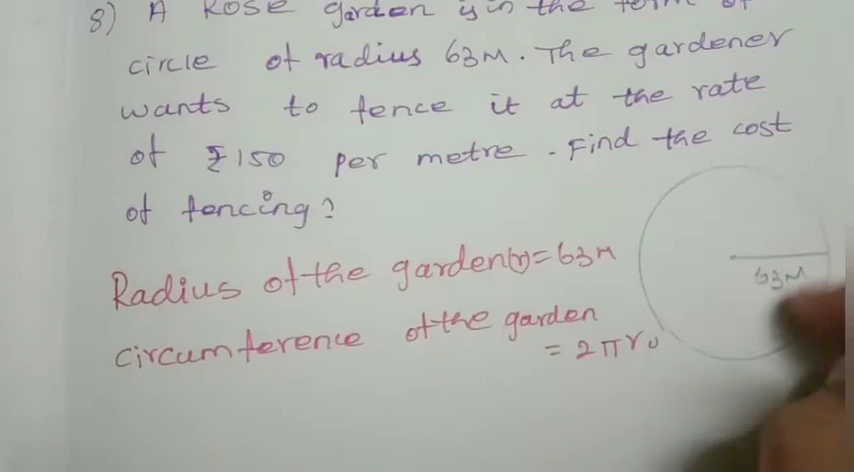 8) A Rose garden is in the form of
circle of radius 63M. The gardener
wants to fence it at the rate
of ₹150 per metre. Find the cost
of fencing?
Radius of the garden(r)=63M
circumference of the garden
= 2πr
63M